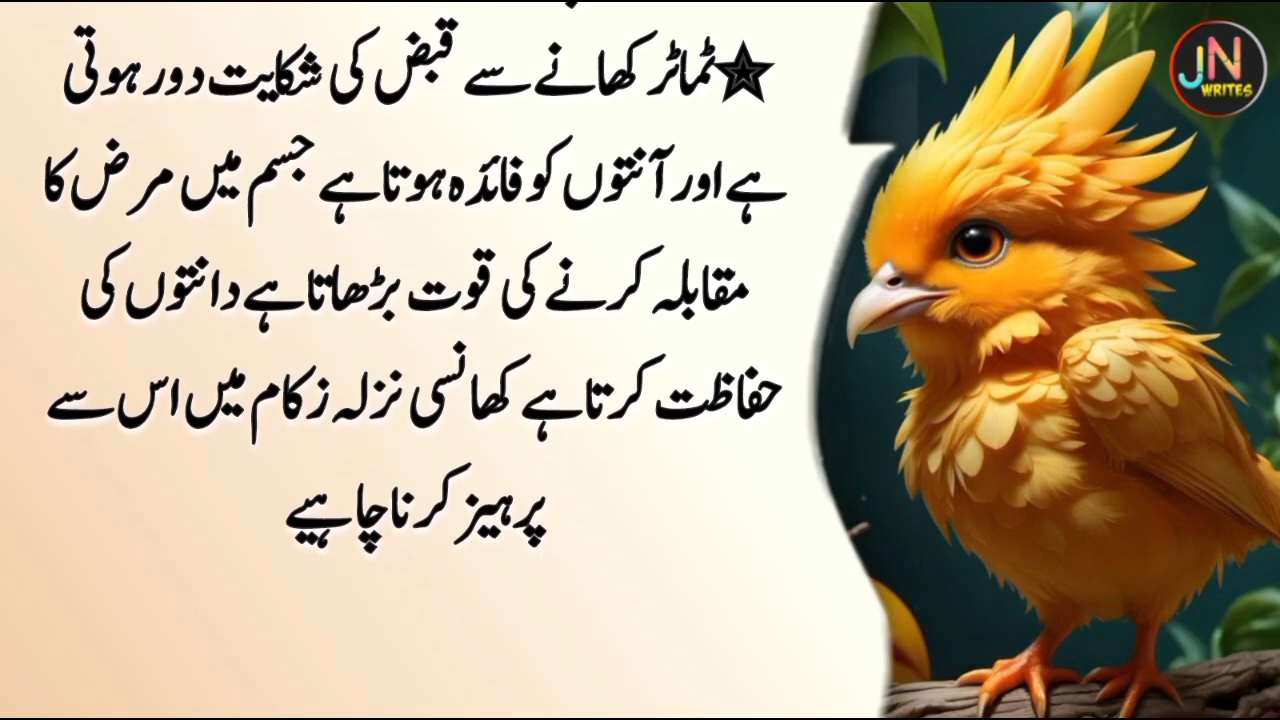 ☆ٹماٹر کھانے سے قبض کی شکایت دور ہوتی
ہے اور آنتوں کو فائدہ ہوتا ہے جسم میں مرض کا
مقابلہ کرنے کی قوت بڑھاتا ہے دانتوں کی
حفاظت کرتا ہے کھانسی نزلہ زکام میں اس سے
پرہیز کرنا چاہیے
JN
WRITES